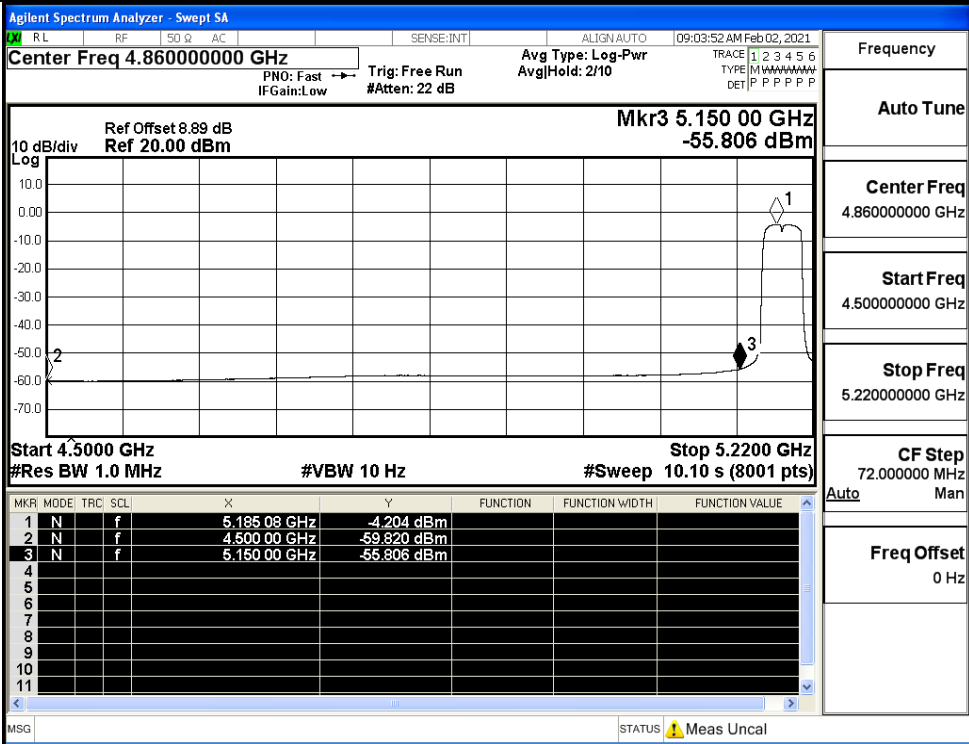 Agilent Spectrum Analyzer - Swept SA
LXI RL RF 50 Ω AC SENSE:INT ALIGN AUTO 09:03:52 AM Feb 02, 2021
Center Freq 4.860000000 GHz
PNO: Fast
IFGain:Low
Trig: Free Run
#Atten: 22 dB
Avg Type: Log-Pwr
Avg|Hold: 2/10
TRACE 1 2 3 4 5 6
TYPE M WWWWW
DET P P P P P P
Mkr3 5.150 00 GHz
-55.806 dBm
Ref Offset 8.89 dB
10 dB/div Ref 20.00 dBm
Log
10.0
0.00
-10.0
-20.0
-30.0
-40.0
-50.0
-60.0
-70.0
1
2
3
Start 4.5000 GHz Stop 5.2200 GHz
#Res BW 1.0 MHz #VBW 10 Hz #Sweep 10.10 s (8001 pts)
MKR MODE TRC SCL X Y FUNCTION FUNCTION WIDTH FUNCTION VALUE
1 N f 5.185 08 GHz -4.204 dBm
2 N f 4.500 00 GHz -59.820 dBm
3 N f 5.150 00 GHz -55.806 dBm
4
5
6
7
8
9
10
11
MSG STATUS Meas Uncal
Frequency
Auto Tune
Center Freq
4.860000000 GHz
Start Freq
4.500000000 GHz
Stop Freq
5.220000000 GHz
CF Step
72.000000 MHz
Auto Man
Freq Offset
0 Hz